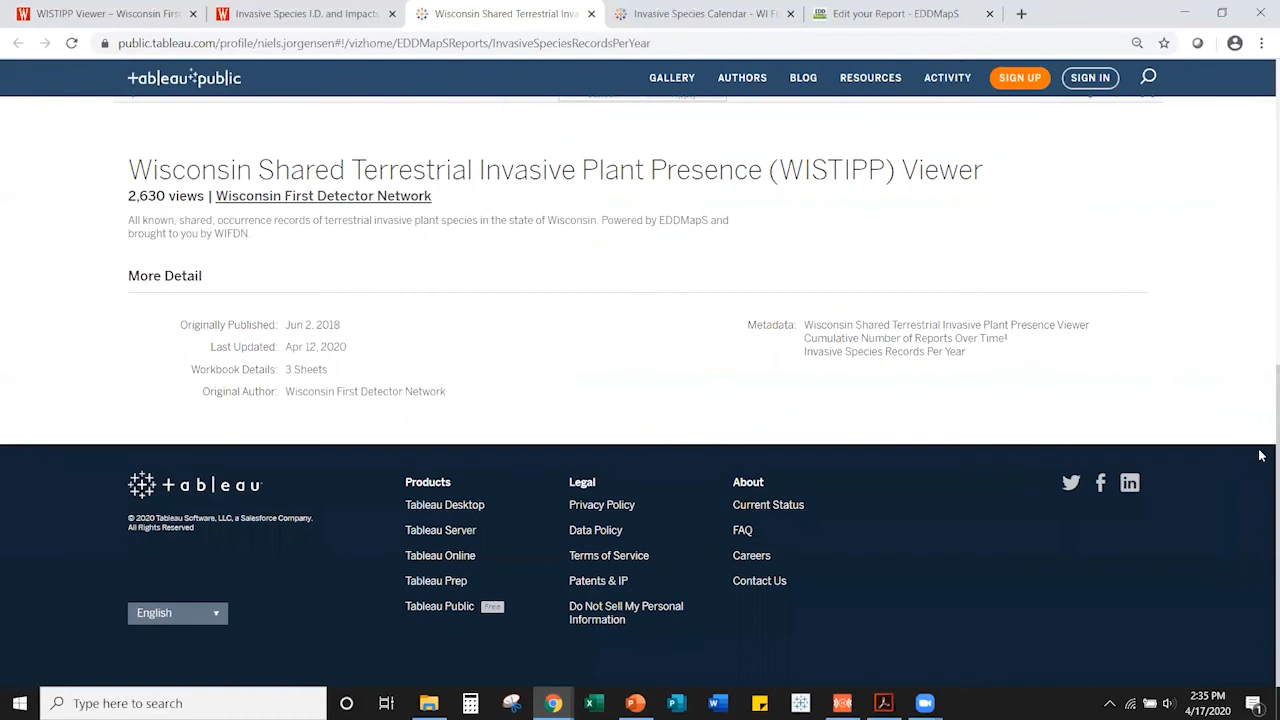 WISTIPP Viewer – Wisconsin First
Invasive Species I.D. and Impacts
Wisconsin Shared Terrestrial Inva
Invasive Species Calendar - WI F
EDD
Edit your Report - EDDMapS
public.tableau.com/profile/niels.jorgensen#!/vizhome/EDDMapSReports/InvasiveSpeciesRecordsPerYear
+ableau public
GALLERY AUTHORS BLOG RESOURCES ACTIVITY SIGN UP SIGN IN
Wisconsin Shared Terrestrial Invasive Plant Presence (WISTIPP) Viewer
2,630 views | Wisconsin First Detector Network
All known, shared, occurrence records of terrestrial invasive plant species in the state of Wisconsin. Powered by EDDMapS and
brought to you by WIFDN.
More Detail
Originally Published: Jun 2, 2018
Last Updated: Apr 12, 2020
Workbook Details: 3 Sheets
Original Author: Wisconsin First Detector Network
Metadata: Wisconsin Shared Terrestrial Invasive Plant Presence Viewer
Cumulative Number of Reports Over Time¹
Invasive Species Records Per Year
+ableau
© 2020 Tableau Software, LLC, a Salesforce Company.
All Rights Reserved
English
Products
Tableau Desktop
Tableau Server
Tableau Online
Tableau Prep
Tableau Public Free
Legal
Privacy Policy
Data Policy
Terms of Service
Patents & IP
Do Not Sell My Personal
Information
About
Current Status
FAQ
Careers
Contact Us
Type here to search
2:35 PM
4/17/2020